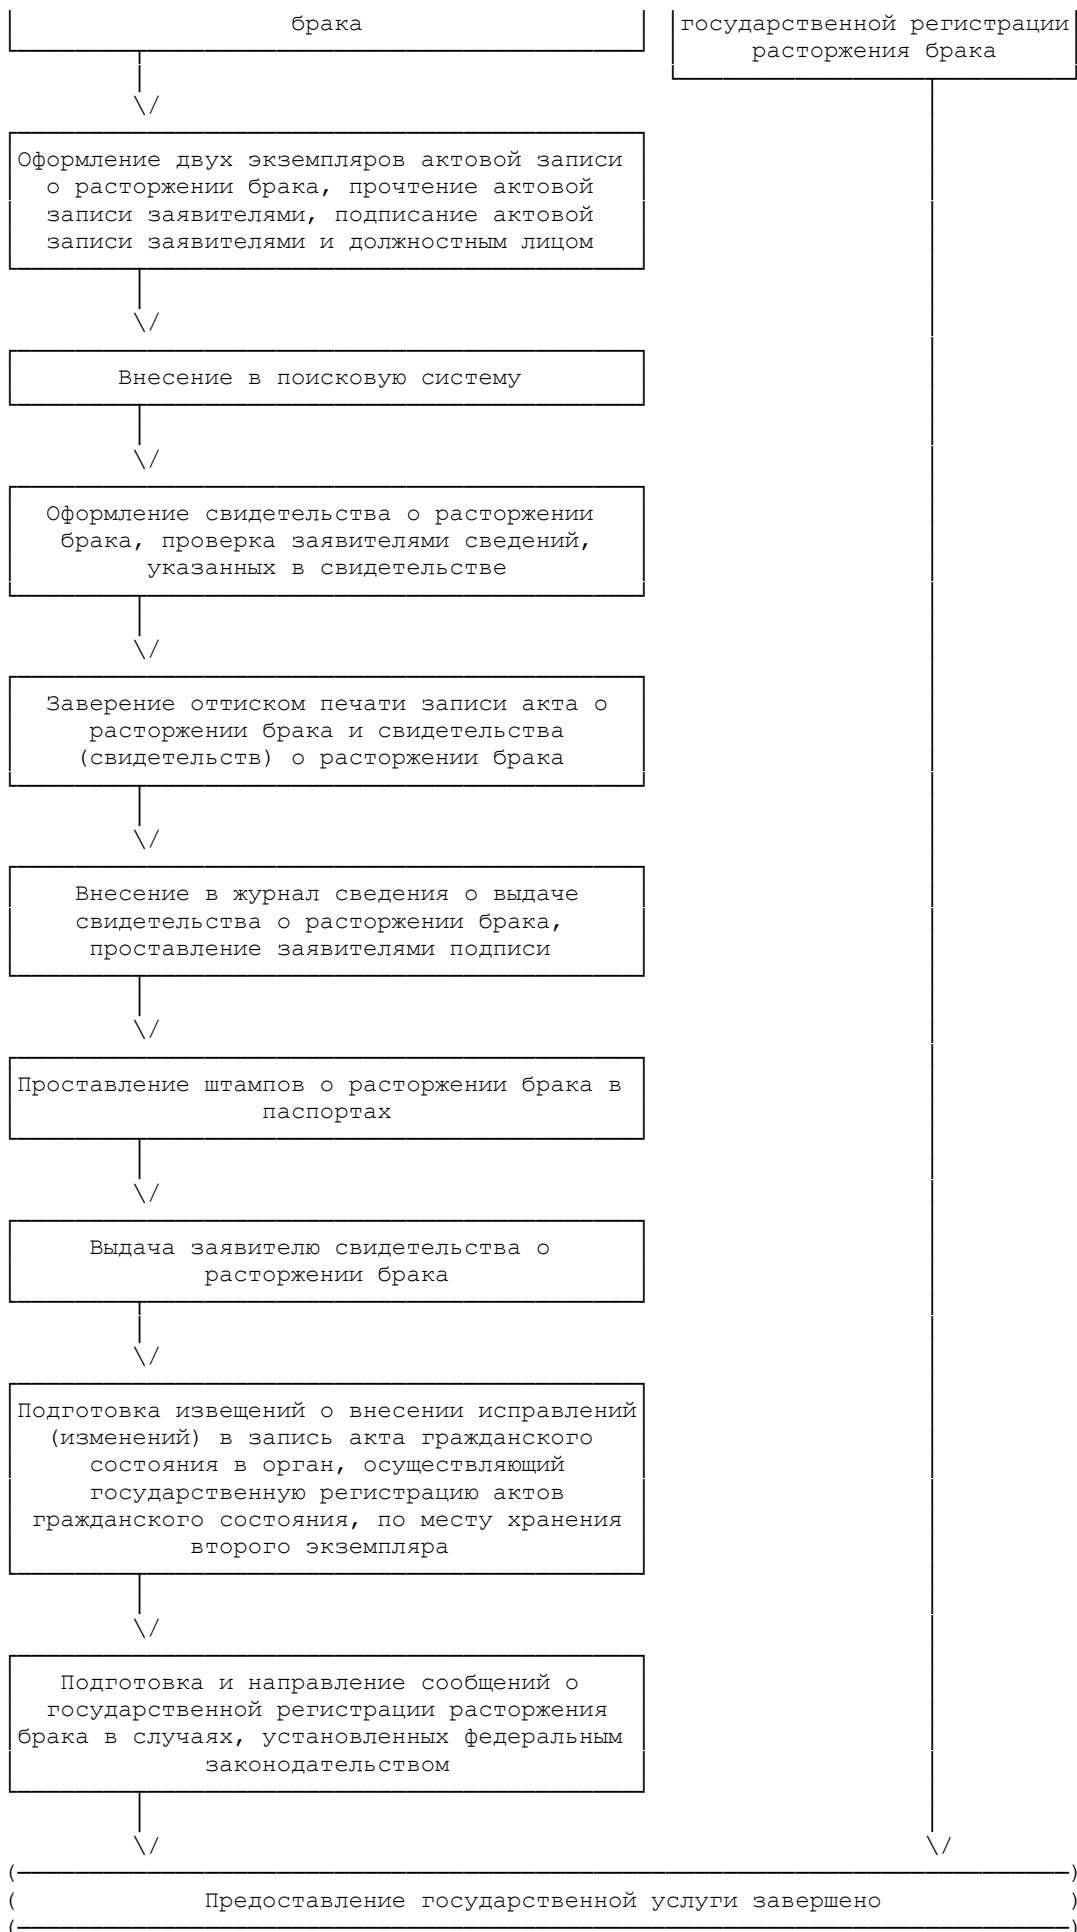 брака
государственной регистрации
расторжения брака
Оформление двух экземпляров актовой записи
о расторжении брака, прочтение актовой
записи заявителями, подписание актовой
записи заявителями и должностным лицом
Внесение в поисковую систему
Оформление свидетельства о расторжении
брака, проверка заявителями сведений,
указанных в свидетельстве
Заверение оттиском печати записи акта о
расторжении брака и свидетельства
(свидетельств) о расторжении брака
Внесение в журнал сведения о выдаче
свидетельства о расторжении брака,
проставление заявителями подписи
Проставление штампов о расторжении брака в
паспортах
Выдача заявителю свидетельства о
расторжении брака
Подготовка извещений о внесении исправлений
(изменений) в запись акта гражданского
состояния в орган, осуществляющий
государственную регистрацию актов
гражданского состояния, по месту хранения
второго экземпляра
Подготовка и направление сообщений о
государственной регистрации расторжения
брака в случаях, установленных федеральным
законодательством
Предоставление государственной услуги завершено